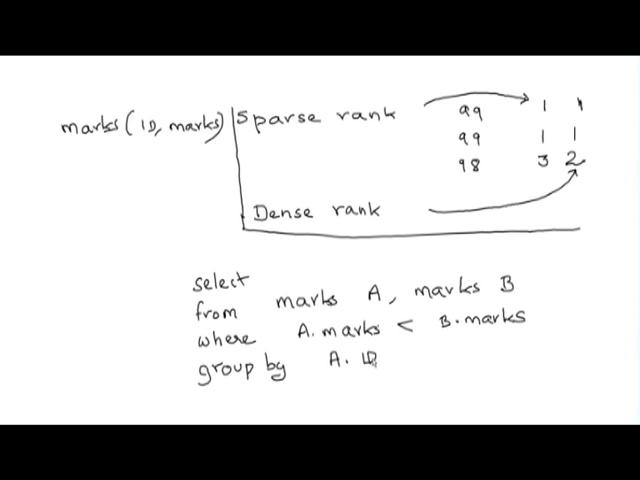 marks(ID, marks)
Sparse rank 99 1 1
99 1 1
98 3 2
Dense rank
select
from marks A, marks B
where A.marks < B.marks
group by A.ID